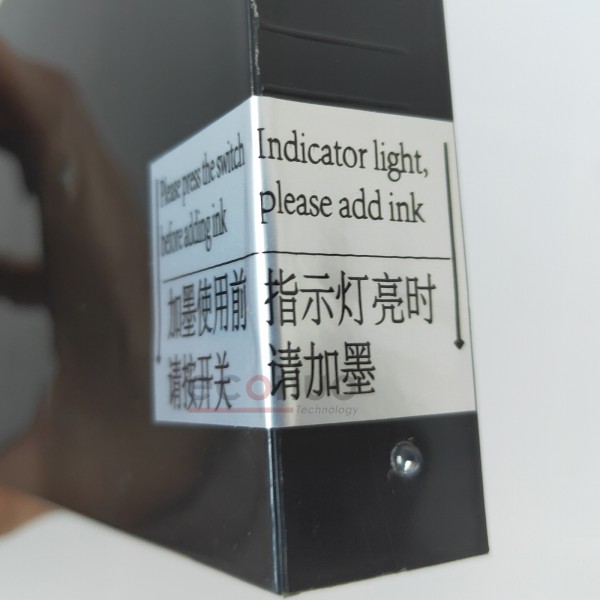 Please press the switch
before adding ink
加墨使用前
请按开关
Indicator light,
please add ink
指示灯亮时
请加墨
Technology